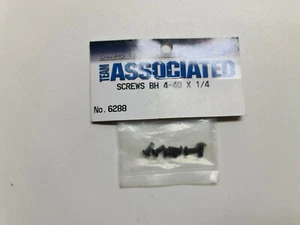 TEAM ASSOCIATED
SCREWS BH 4-40 X 1/4
No. 6288